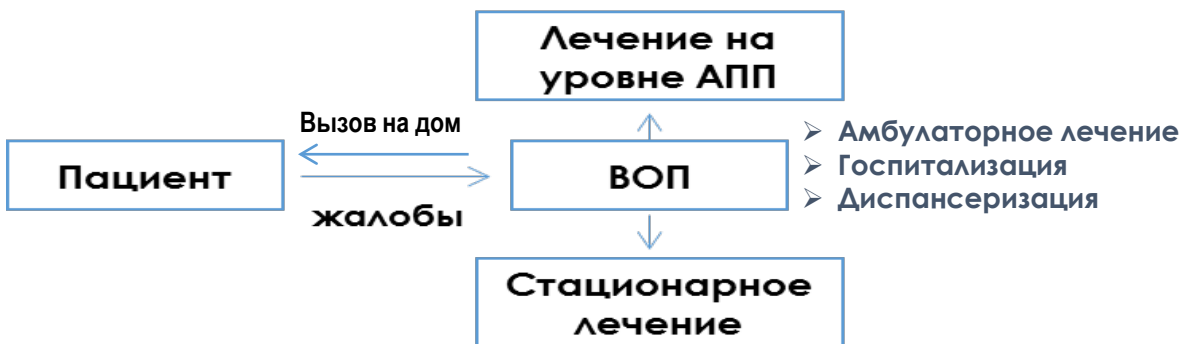 Лечение на
уровне АПП
Вызов на дом
Пациент
жалобы
ВОП
Амбулаторное лечение
Госпитализация
Диспансеризация
Стационарное
лечение